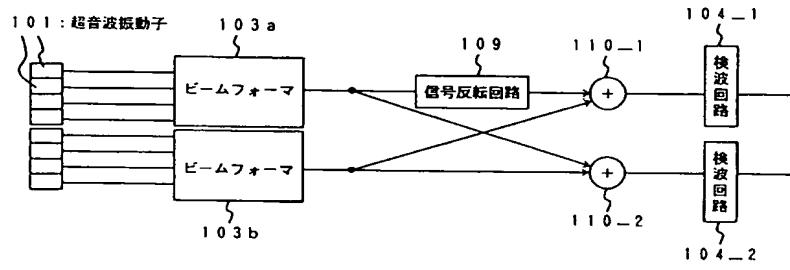 101:超音波振動子
103a
104_1
110_1
109
ビームフォーマ
信号反転回路
+
検波回路
ビームフォーマ
+
検波回路
103b
110_2
104_2